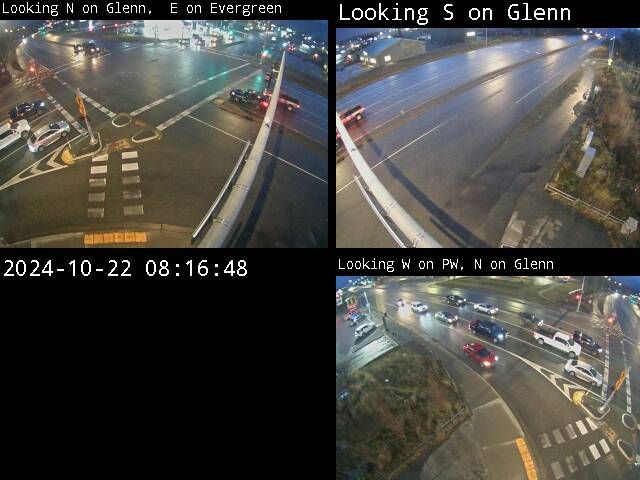 Looking N on Glenn,  E on Evergreen
Looking S on Glenn
2024-10-22 08:16:48
Looking W on PW, N on Glenn